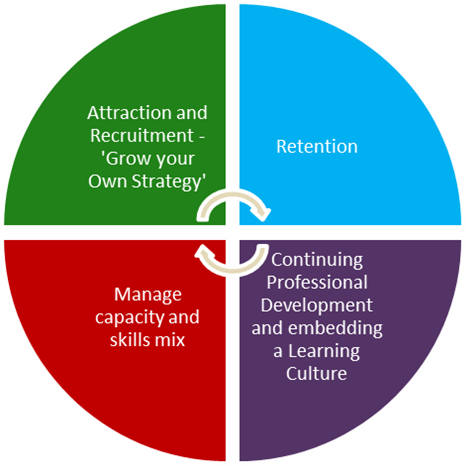 Attraction and
Recruitment -
'Grow your
Own Strategy'
Retention
Manage
capacity and
skills mix
Continuing
Professional
Development
and embedding
a Learning
Culture